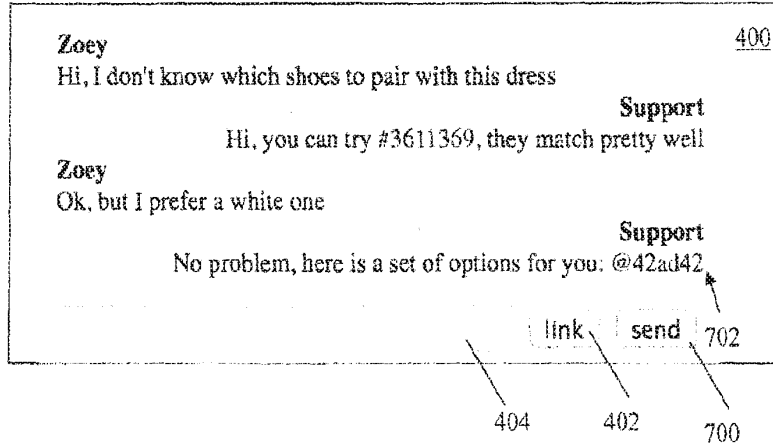 400
Zoey
Hi, I don't know which shoes to pair with this dress
Support
Hi, you can try #3611369, they match pretty well
Zoey
Ok, but I prefer a white one
Support
No problem, here is a set of options for you: @42ad42
link send 702
404 402 700